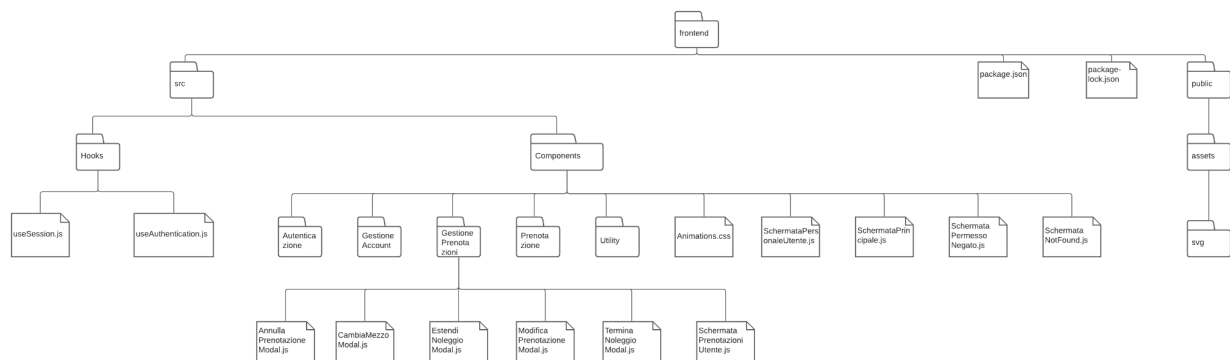 frontend
src
package.json
package-
lock.json
public
Hooks
Components
assets
useSession.js
useAuthentication.js
Autentica
zione
Gestione
Account
Gestione
Prenota
zioni
Prenota
zione
Utility
Animations.css
SchermataPers
onaleUtente.js
SchermataPrin
cipale.js
Schermata
Permesso
Negato.js
Schermata
NotFound.js
svg
Annulla
Prenotazione
Modal.js
CambiaMezzo
Modal.js
Estendi
Noleggio
Modal.js
Modifica
Prenotazione
Modal.js
Termina
Noleggio
Modal.js
Schermata
Prenotazioni
Utente.js